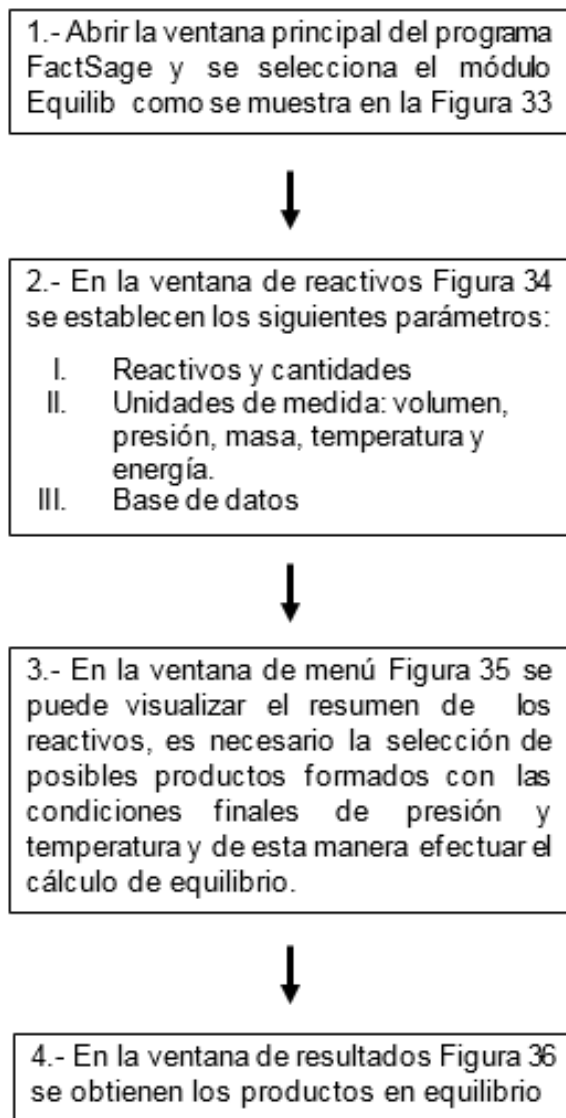 1.- Abrir la ventana principal del programa
FactSage y se selecciona el módulo
Equilib como se muestra en la Figura 33
2.- En la ventana de reactivos Figura 34
se establecen los siguientes parámetros:
I. Reactivos y cantidades
II. Unidades de medida: volumen,
presión, masa, temperatura y
energía.
III. Base de datos
3.- En la ventana de menú Figura 35 se
puede visualizar el resumen de los
reactivos, es necesario la selección de
posibles productos formados con las
condiciones finales de presión y
temperatura y de esta manera efectuar el
cálculo de equilibrio.
4.- En la ventana de resultados Figura 36
se obtienen los productos en equilibrio